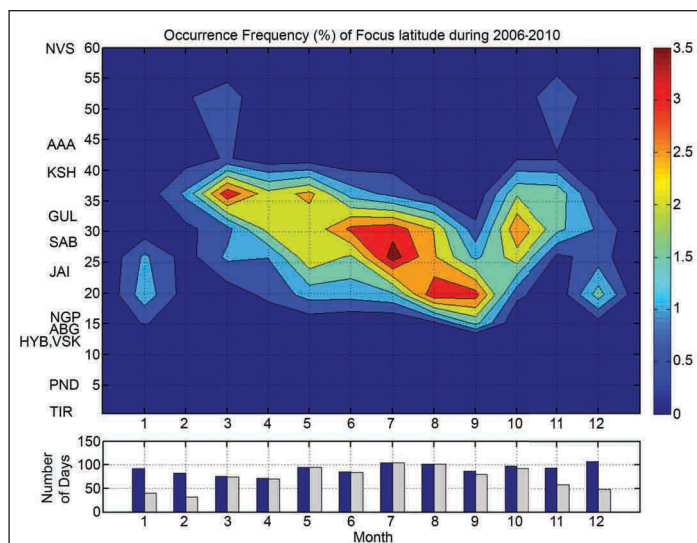 Occurrence Frequency (%) of Focus latitude during 2006-2010
NVS 60
55
50
45
AAA
40
KSH
35
GUL
30
SAB
25
JAI
20
NGP
15
ABG
HYB,VSK
10
PND 5
TIR
1 2 3 4 5 6 7 8 9 10 11 12
3.5
3
2.5
2
1.5
1
0.5
0
Number
of Days
150
100
50
0
1 2 3 4 5 6 7 8 9 10 11 12
Month